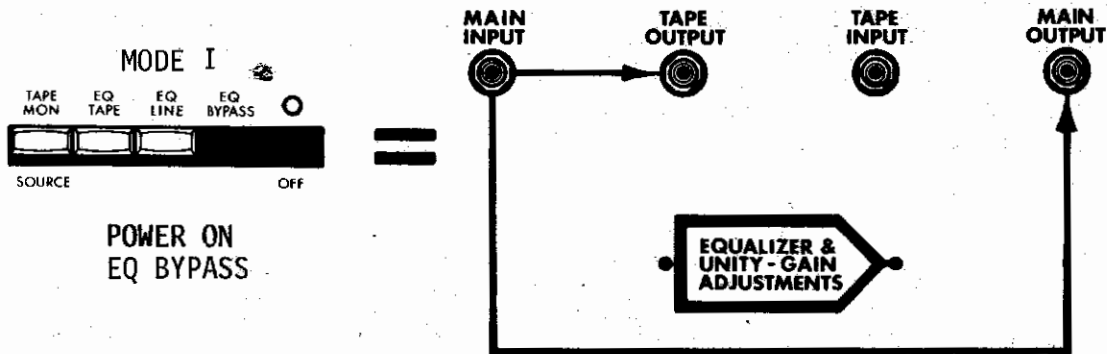 MODE I
TAPE MON
EQ TAPE
EQ LINE
EQ BYPASS
SOURCE
OFF
POWER ON
EQ BYPASS
MAIN INPUT
TAPE OUTPUT
TAPE INPUT
MAIN OUTPUT
EQUALIZER &
UNITY - GAIN
ADJUSTMENTS